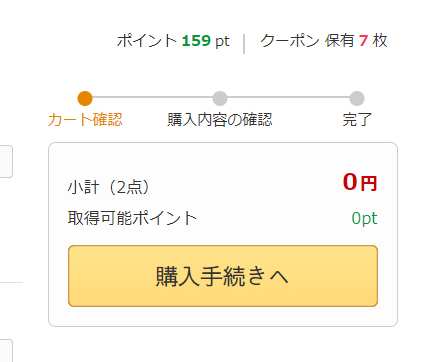 ポイント 159 pt | クーポン 保有 7 枚
カート確認 購入内容の確認 完了
小計（2点） 0円
取得可能ポイント 0pt
購入手続きへ